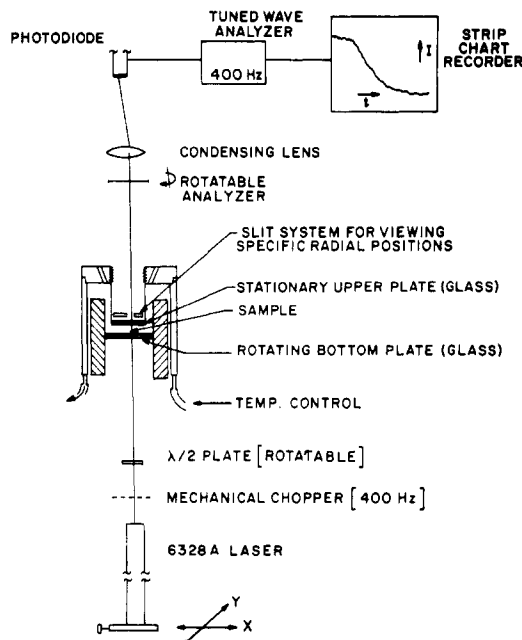 TUNED WAVE
ANALYZER
PHOTODIODE
400 Hz
I
t
STRIP
CHART
RECORDER
CONDENSING LENS
ROTATABLE
ANALYZER
SLIT SYSTEM FOR VIEWING
SPECIFIC RADIAL POSITIONS
STATIONARY UPPER PLATE (GLASS)
SAMPLE
ROTATING BOTTOM PLATE (GLASS)
TEMP. CONTROL
λ/2 PLATE [ROTATABLE]
MECHANICAL CHOPPER [400 Hz]
6328A LASER
Y
X